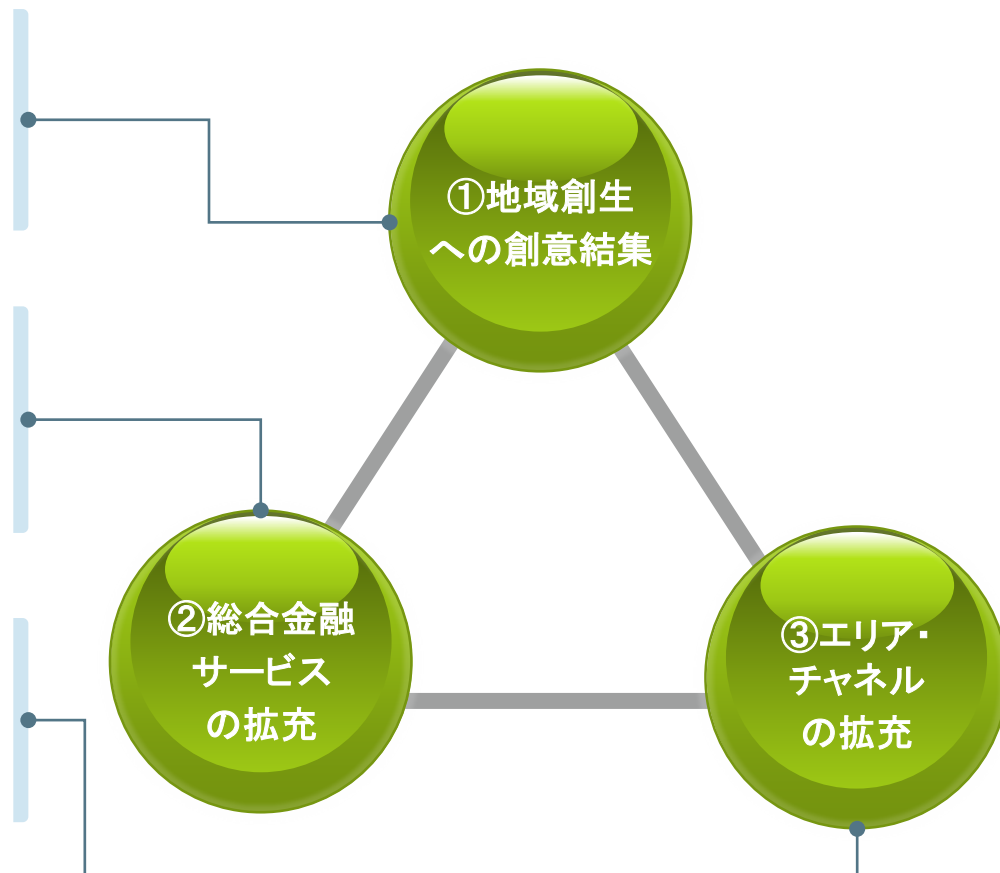 ①地域創生
への創意結集
②総合金融
サービス
の拡充
③エリア・
チャネル
の拡充